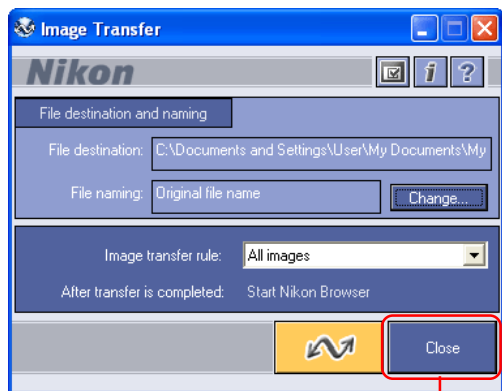 Image Transfer
Nikon
File destination and naming
File destination: C:\Documents and Settings\User\My Documents\My
File naming: Original file name
Change...
Image transfer rule: All images
After transfer is completed: Start Nikon Browser
Close